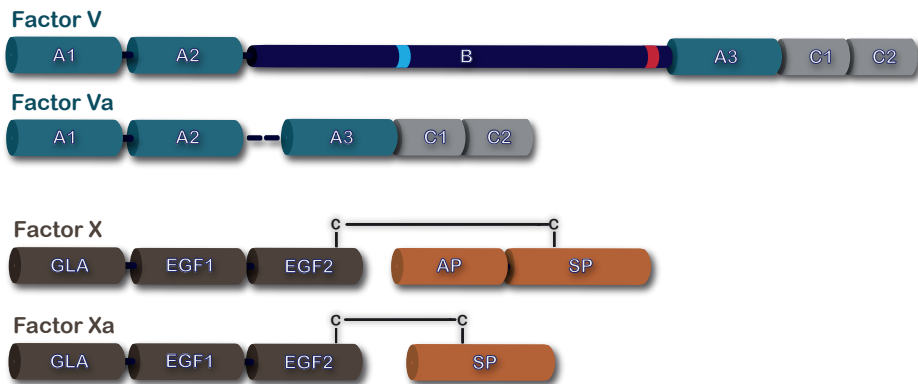 Factor V
A1 A2 B A3 C1 C2
Factor Va
A1 A2 A3 C1 C2
Factor X
C C
GLA EGF1 EGF2 AP SP
Factor Xa
C C
GLA EGF1 EGF2 SP